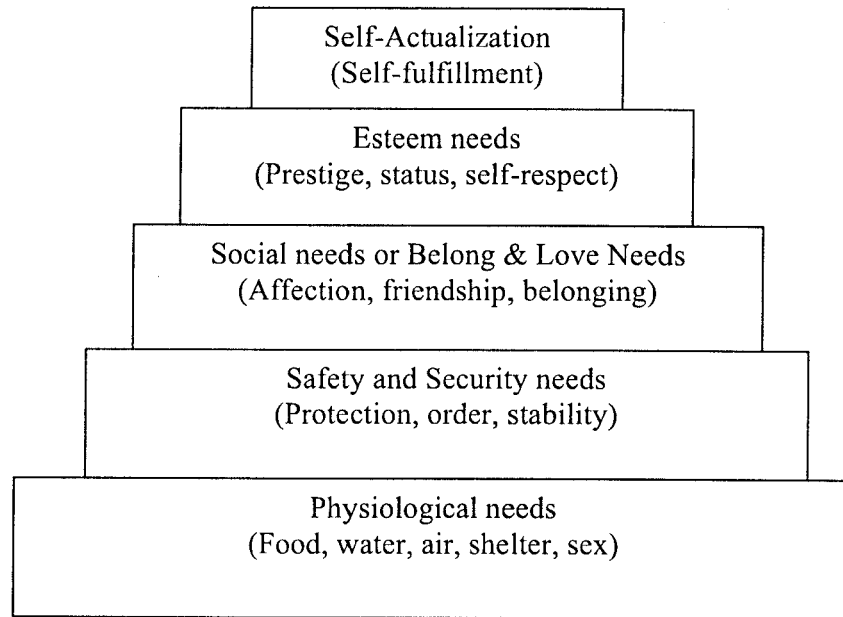 Self-Actualization
(Self-fulfillment)
Esteem needs
(Prestige, status, self-respect)
Social needs or Belong & Love Needs
(Affection, friendship, belonging)
Safety and Security needs
(Protection, order, stability)
Physiological needs
(Food, water, air, shelter, sex)